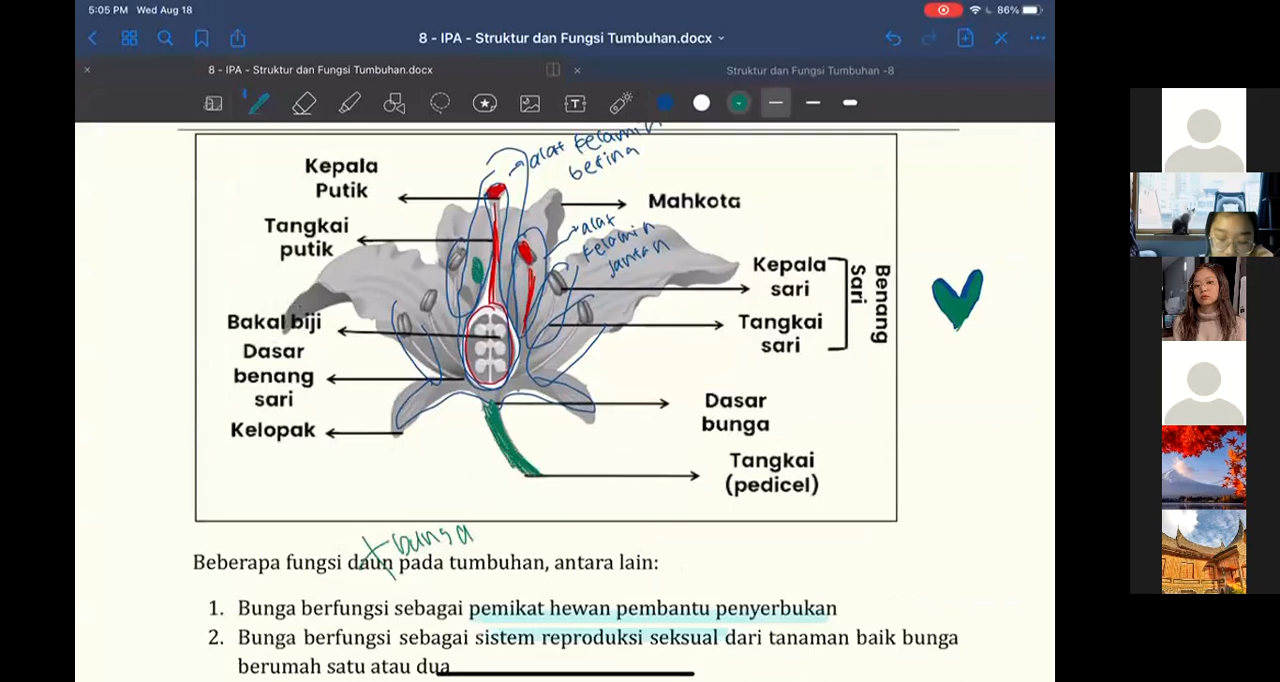 5:05 PM Wed Aug 18
86%
8 - IPA - Struktur dan Fungsi Tumbuhan.docx
8 - IPA - Struktur dan Fungsi Tumbuhan.docx
Struktur dan Fungsi Tumbuhan -8
alat kelamin
betina
Kepala
Putik
Mahkota
Tangkai
putik
alat
kelamin
jantan
Kepala
sari
Tangkai
sari
Benang
Sari
Bakal biji
Dasar
benang
sari
Kelopak
Dasar
bunga
Tangkai
(pedicel)
bunga
Beberapa fungsi daun pada tumbuhan, antara lain:
1. Bunga berfungsi sebagai pemikat hewan pembantu penyerbukan
2. Bunga berfungsi sebagai sistem reproduksi seksual dari tanaman baik bunga
berumah satu atau dua